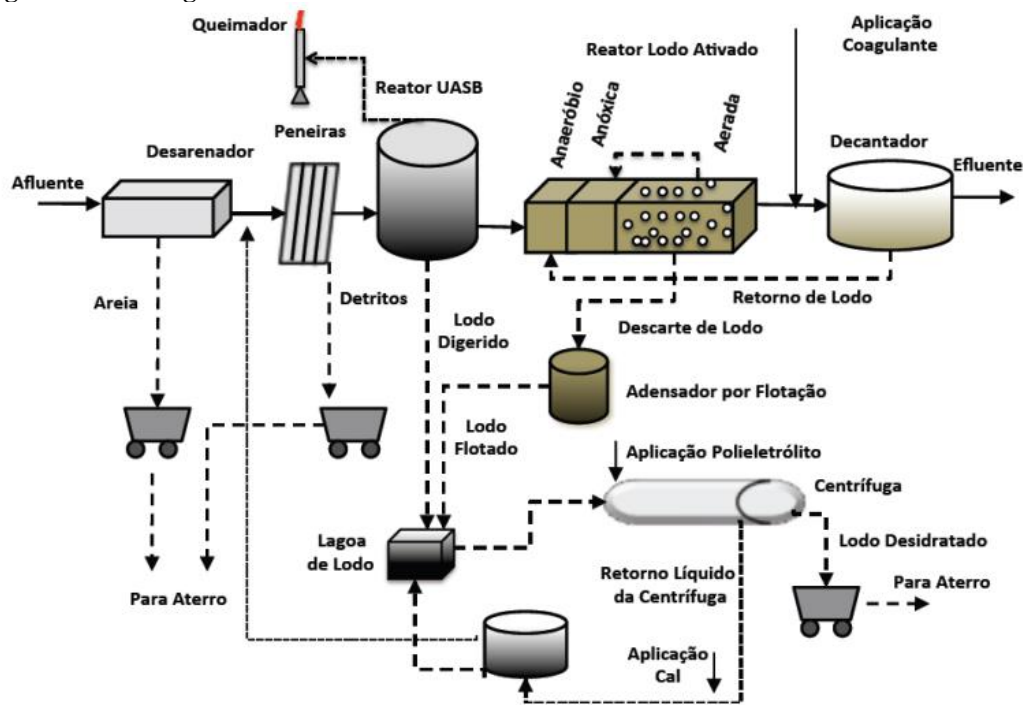 Queimador
Reator UASB
Peneiras
Desarenador
Afluente
Reator Lodo Ativado
Anaeróbio
Anóxica
Aerada
Aplicação
Coagulante
Decantador
Efluente
Areia
Detritos
Lodo
Digerido
Retorno de Lodo
Descarte de Lodo
Adensador por Flotação
Lodo
Flotado
Aplicação Polieletrólito
Centrífuga
Lagoa
de Lodo
Lodo Desidratado
Retorno Líquido
da Centrífuga
Para Aterro
Para Aterro
Aplicação
Cal